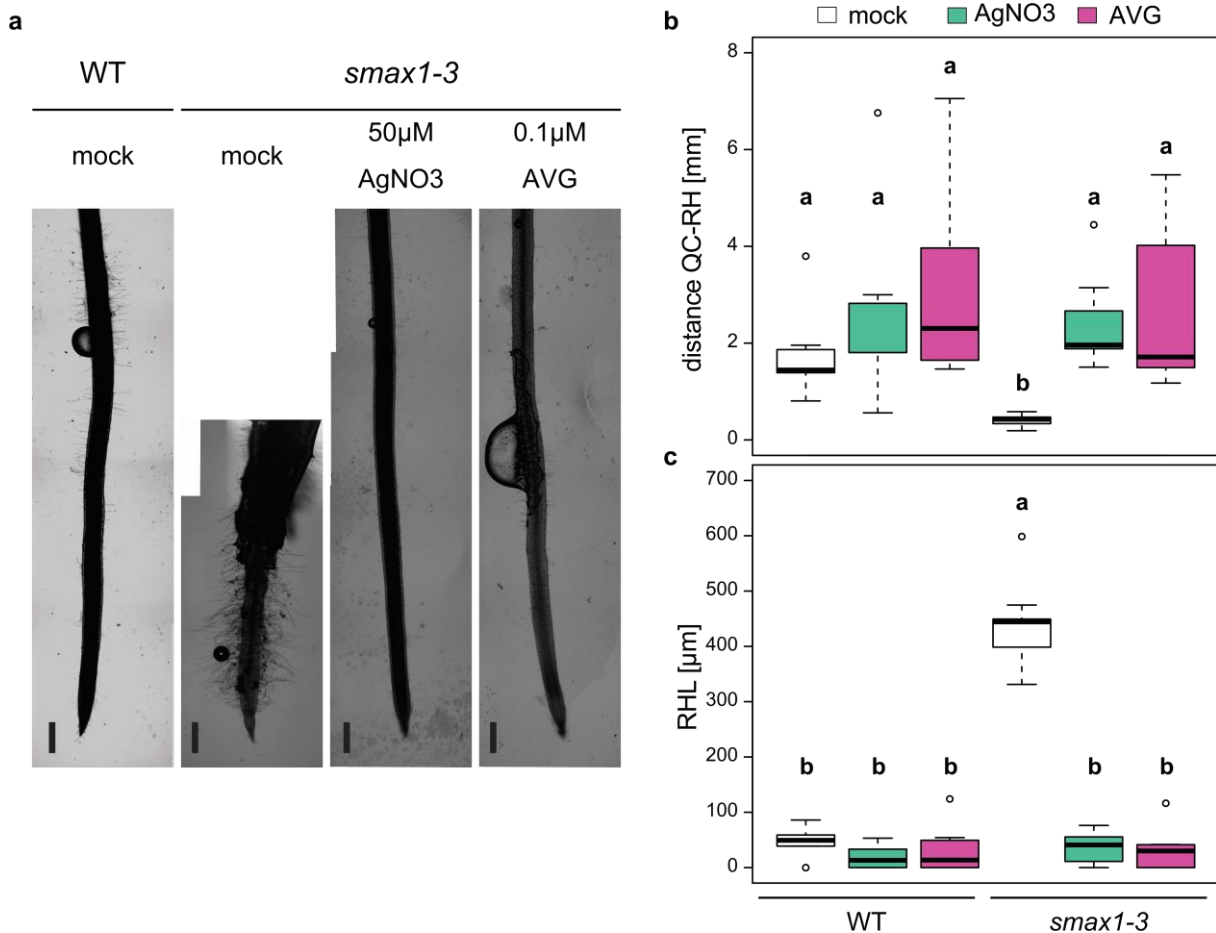 a
WT
smax1-3
mock
mock
50µM
AgNO3
0.1µM
AVG
b
mock
AgNO3
AVG
distance QC-RH [mm]
8
6
4
2
0
a
a
a
b
a
a
c
RHL [µm]
700
600
500
400
300
200
100
0
b
b
b
a
b
b
WT
smax1-3